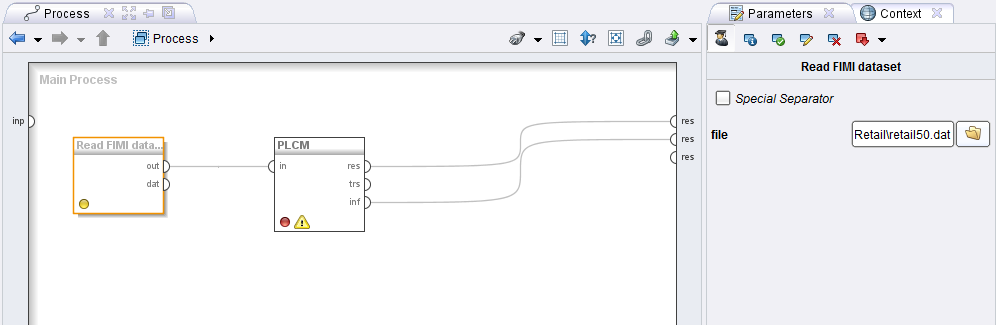 Process
Parameters
Context
Process
Read FIMI dataset
Main Process
Special Separator
inp
res
file
Retail\retail50.dat
res
Read FIMI data...
PLCM
res
out
in
res
dat
trs
inf